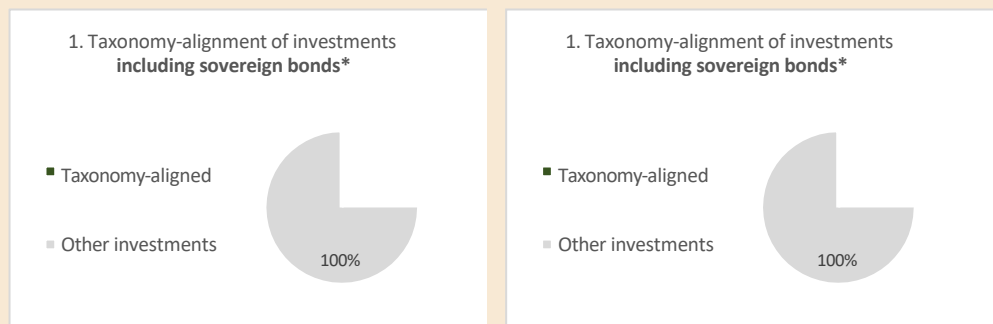 1. Taxonomy-alignment of investments
including sovereign bonds*
Taxonomy-aligned
Other investments
100%
1. Taxonomy-alignment of investments
including sovereign bonds*
Taxonomy-aligned
Other investments
100%